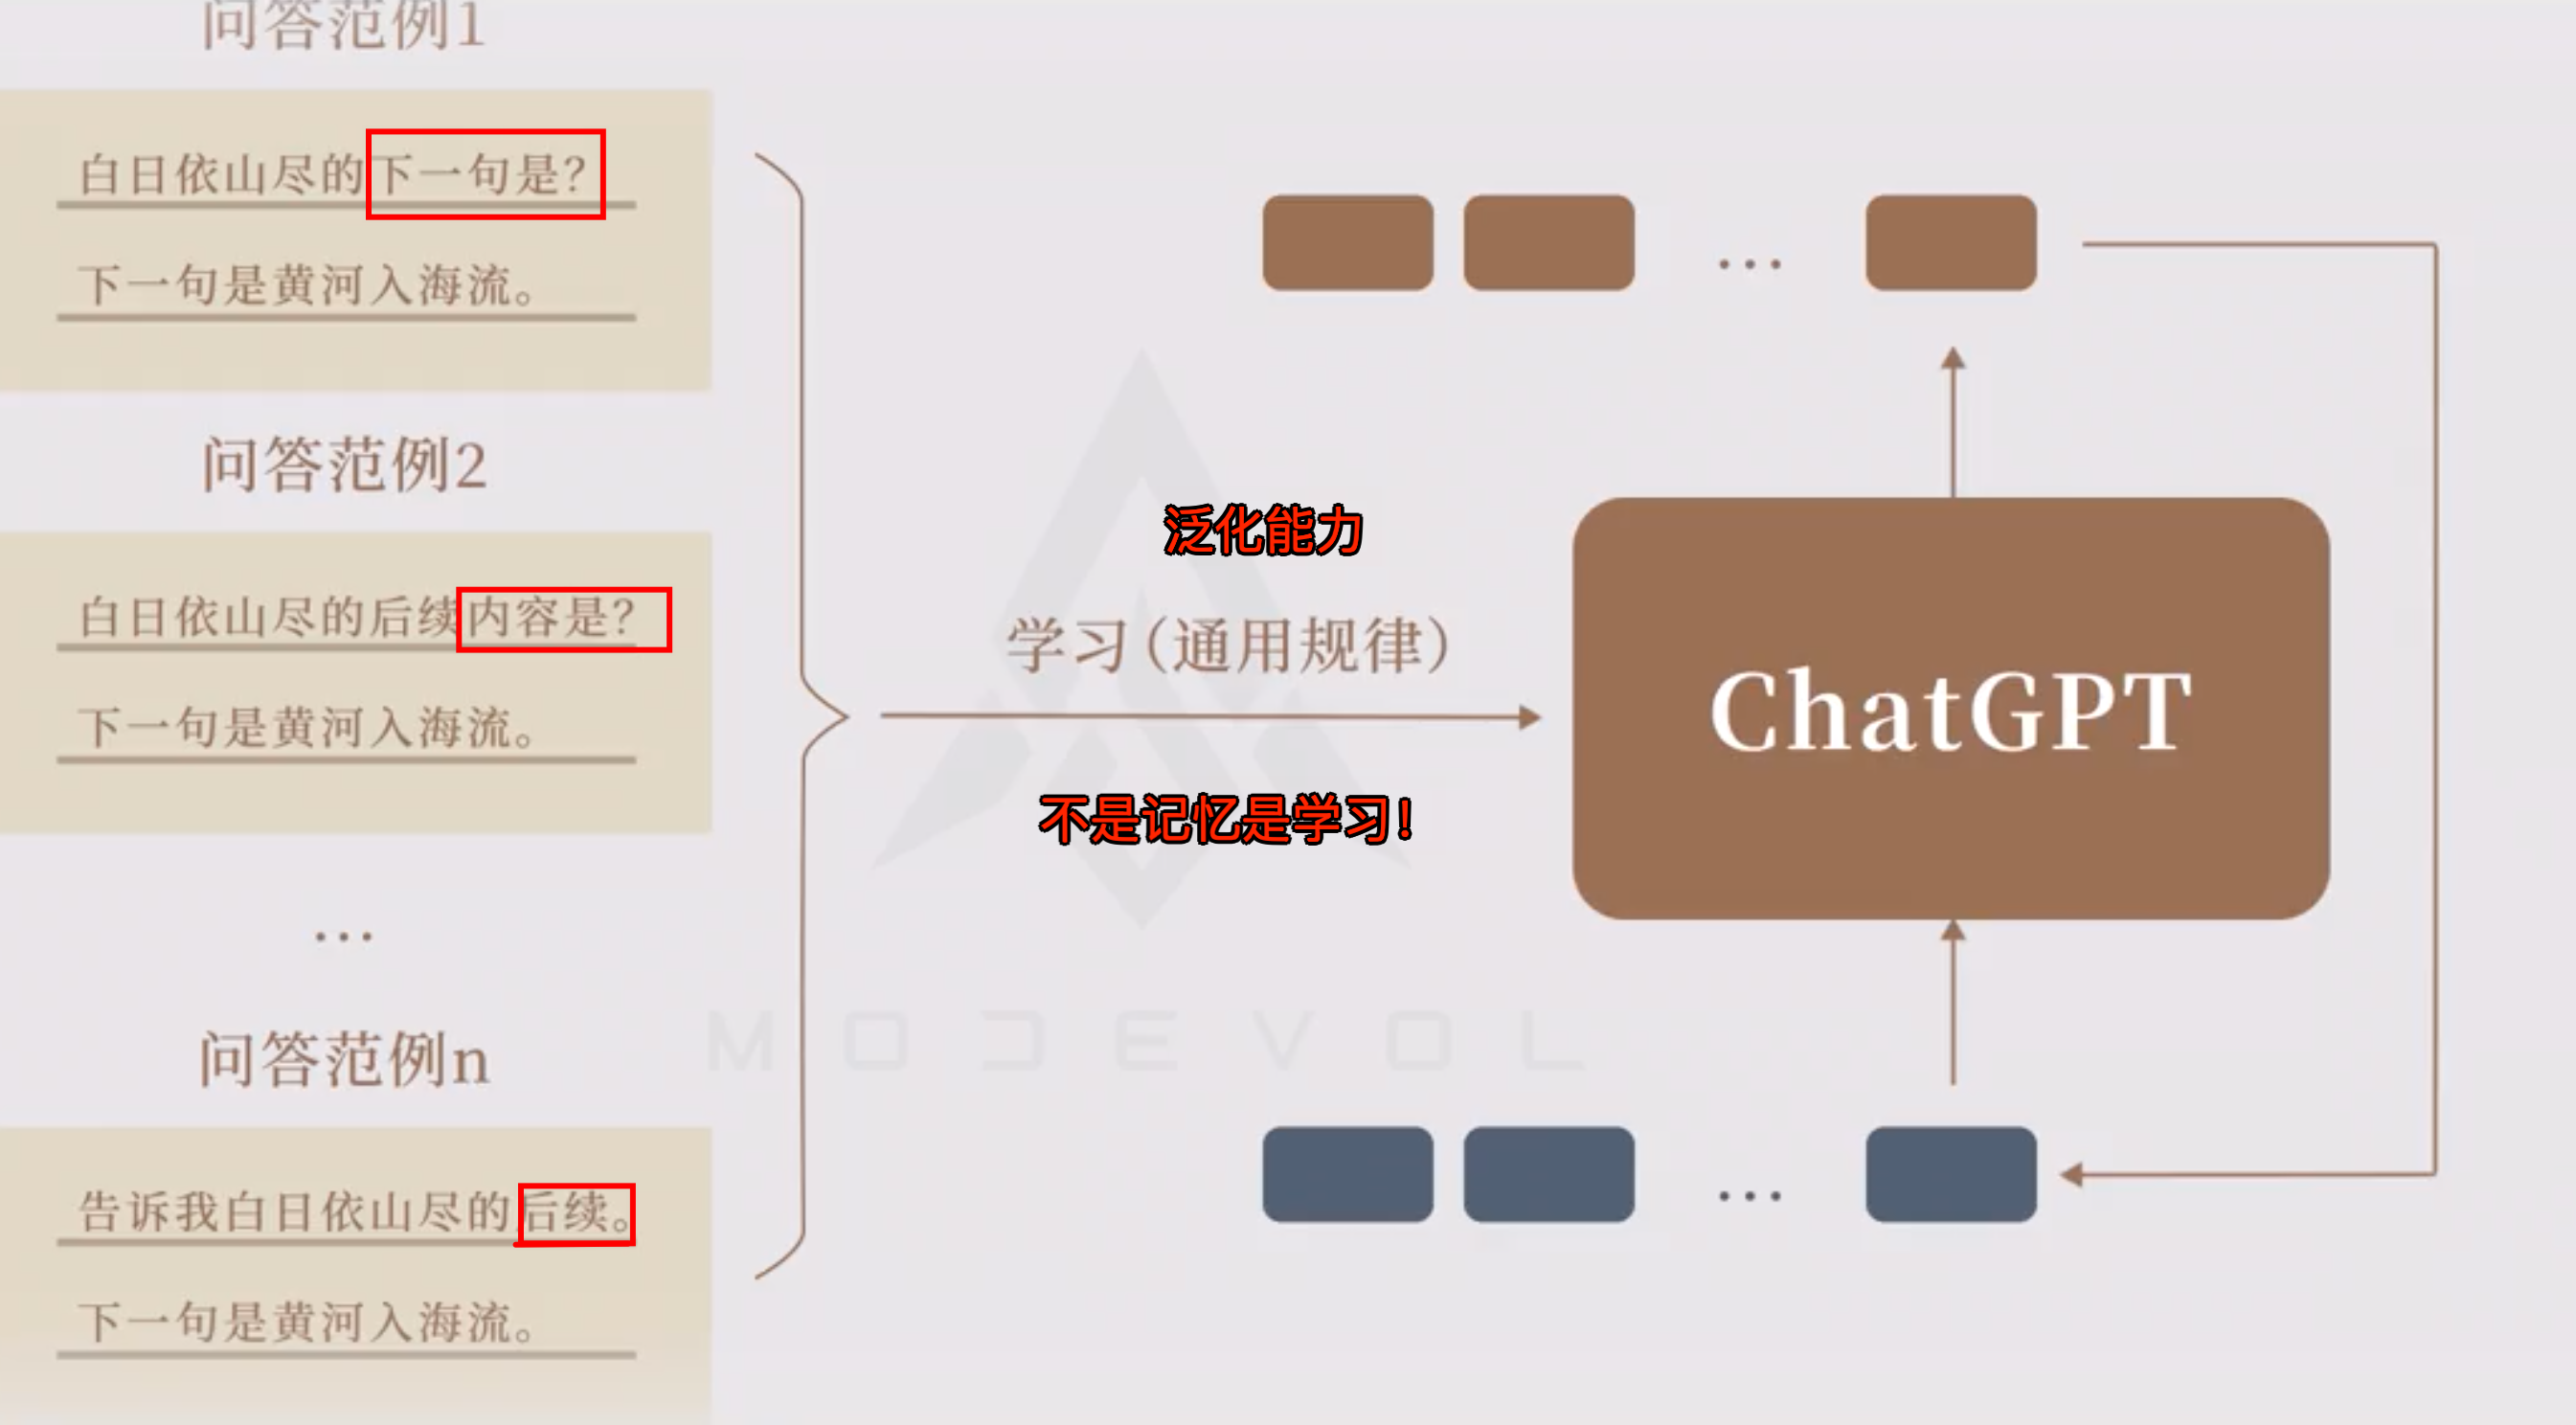 问答范例1
白日依山尽的下一句是?
下一句是黄河入海流。
问答范例2
白日依山尽的后续内容是?
下一句是黄河入海流。
...
问答范例n
告诉我白日依山尽的后续。
下一句是黄河入海流。
泛化能力
学习(通用规律)
不是记忆是学习!
...
ChatGPT
...
MODEVOL